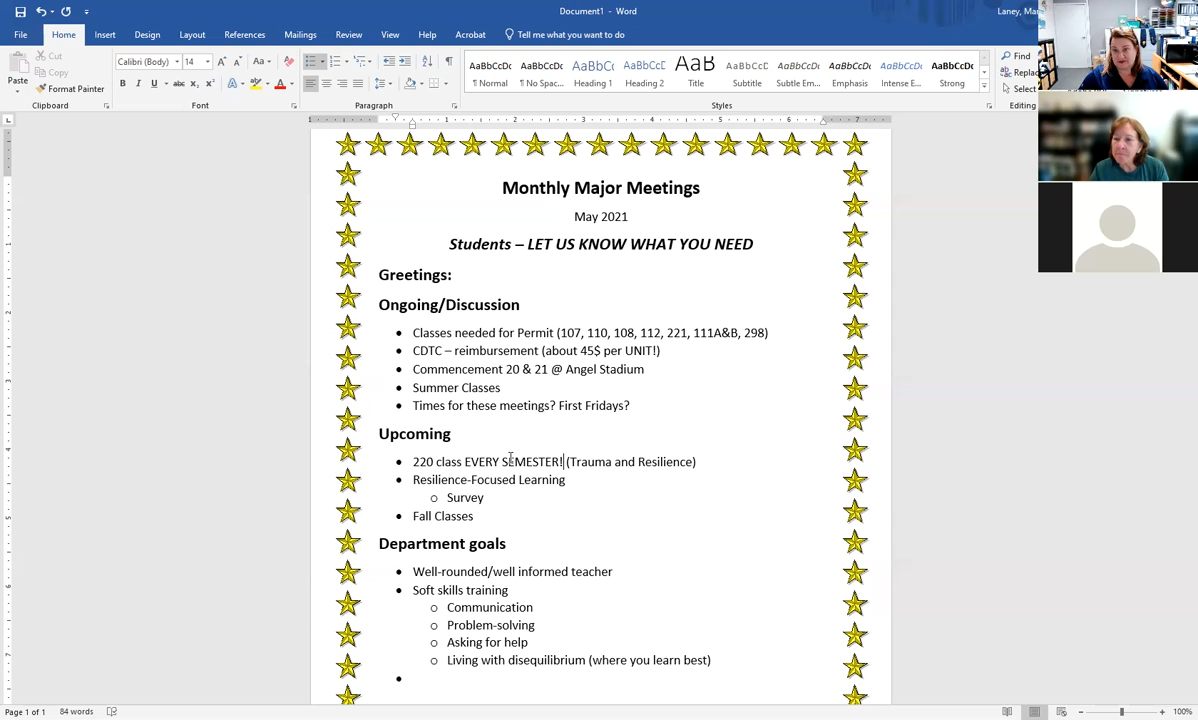 Document1 - Word
Laney, Mar
File Home Insert Design Layout References Mailings Review View Help Acrobat Tell me what you want to do
Paste
Cut
Copy
Format Painter
Calibri (Body) 14
AaBbCcDc AaBbCcDc AaBbCc AaBbCcC AaB AaBbCcD AaBbCcDc AaBbCcDc AaBbCcDc AaBbCcDc
¶ Normal ¶ No Spac... Heading 1 Heading 2 Title Subtitle Subtle Em... Emphasis Intense E... Strong
Find
Replac
Select
Clipboard Font Paragraph Styles Editing
Monthly Major Meetings
May 2021
Students – LET US KNOW WHAT YOU NEED
Greetings:
Ongoing/Discussion
• Classes needed for Permit (107, 110, 108, 112, 221, 111A&B, 298)
• CDTC – reimbursement (about 45$ per UNIT!)
• Commencement 20 & 21 @ Angel Stadium
• Summer Classes
• Times for these meetings? First Fridays?
Upcoming
• 220 class EVERY SEMESTER! (Trauma and Resilience)
• Resilience-Focused Learning
o Survey
• Fall Classes
Department goals
• Well-rounded/well informed teacher
• Soft skills training
o Communication
o Problem-solving
o Asking for help
o Living with disequilibrium (where you learn best)
Page 1 of 1 84 words 100%